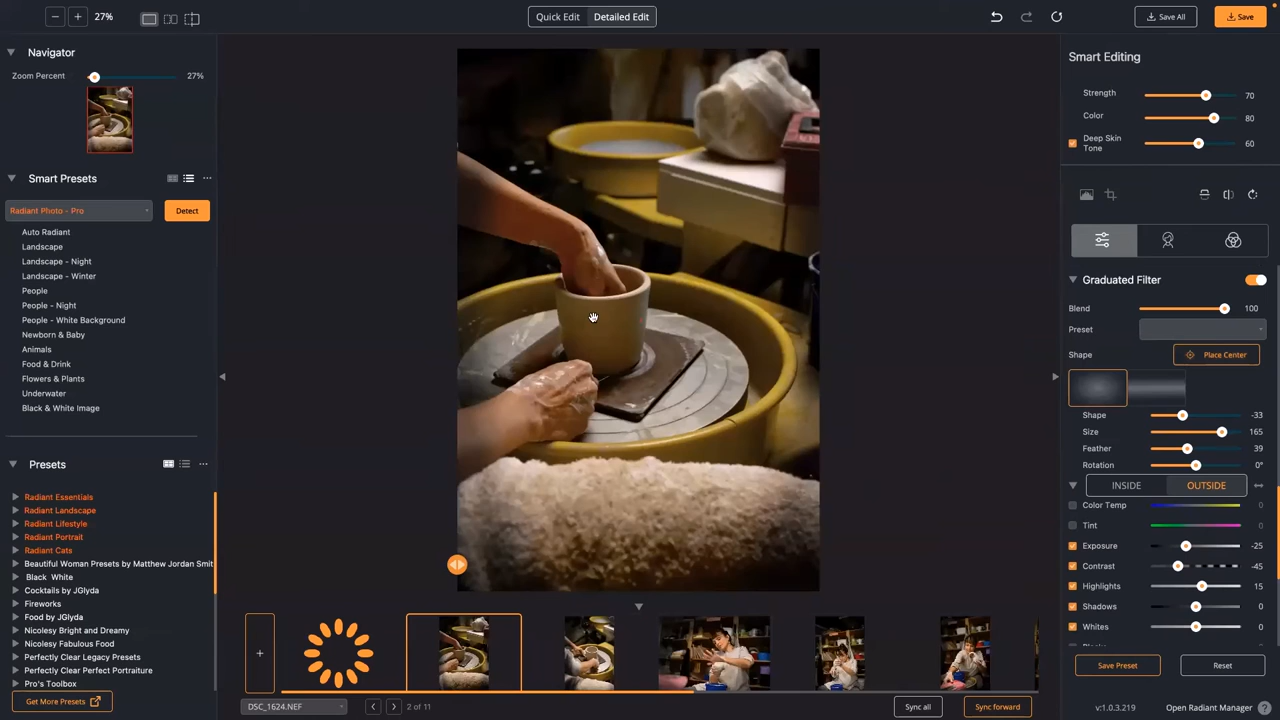 27%
Quick Edit Detailed Edit
Save All
Save
Navigator
Zoom Percent 27%
Smart Presets
Radiant Photo - Pro
Detect
Auto Radiant
Landscape
Landscape - Night
Landscape - Winter
People
People - Night
People - White Background
Newborn & Baby
Animals
Food & Drink
Flowers & Plants
Underwater
Black & White Image
Presets
Radiant Essentials
Radiant Landscape
Radiant Lifestyle
Radiant Portrait
Radiant Cats
Beautiful Woman Presets by Matthew Jordan Smit
Black White
Cocktails by JGlyda
Fireworks
Food by JGlyda
Nicolesy Bright and Dreamy
Nicolesy Fabulous Food
Perfectly Clear Legacy Presets
Perfectly Clear Perfect Portraiture
Pro's Toolbox
Get More Presets
DSC_1624.NEF
2 of 11
Sync all
Sync forward
Smart Editing
Strength 70
Color 80
Deep Skin
Tone 60
Graduated Filter
Blend 100
Preset
Shape Place Center
Shape -33
Size 165
Feather 39
Rotation 0°
INSIDE OUTSIDE
Color Temp 0
Tint 0
Exposure -25
Contrast -45
Highlights 15
Shadows 0
Whites 0
Save Preset
Reset
v:1.0.3.219
Open Radiant Manager